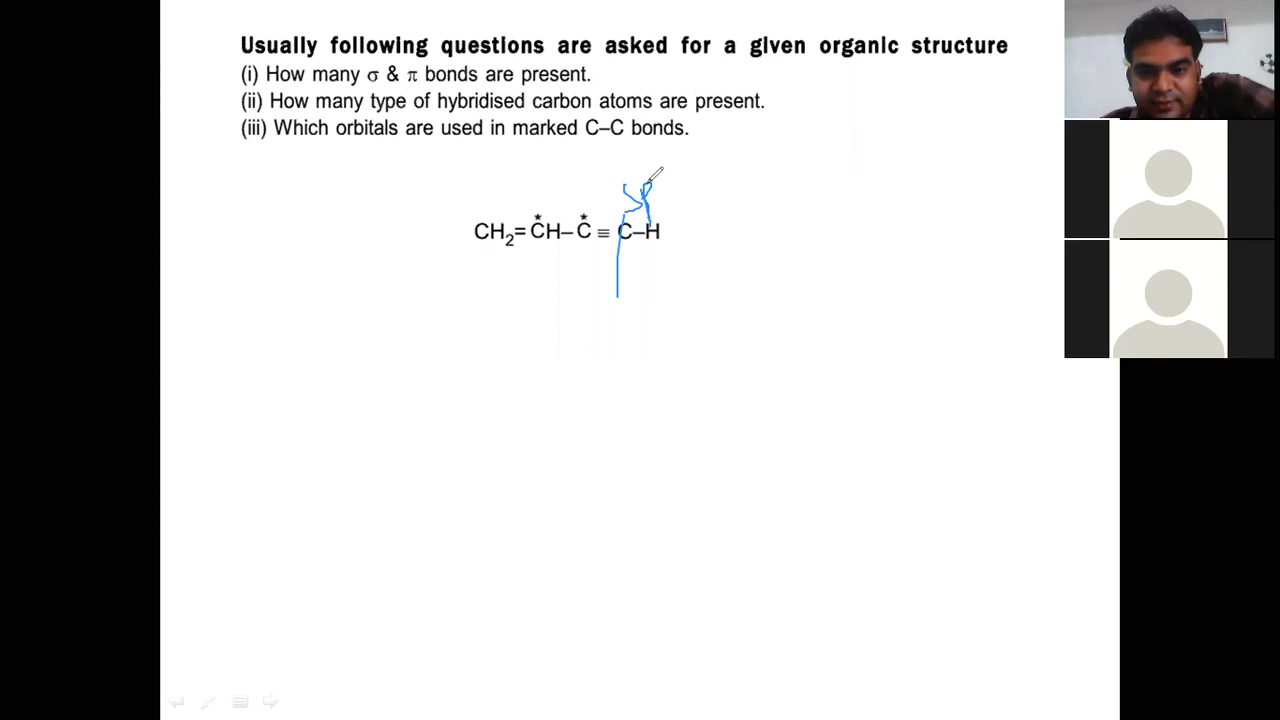 Usually following questions are asked for a given organic structure
(i) How many σ & π bonds are present.
(ii) How many type of hybridised carbon atoms are present.
(iii) Which orbitals are used in marked C–C bonds.
sp
CH₂=C*H–C*≡C–H